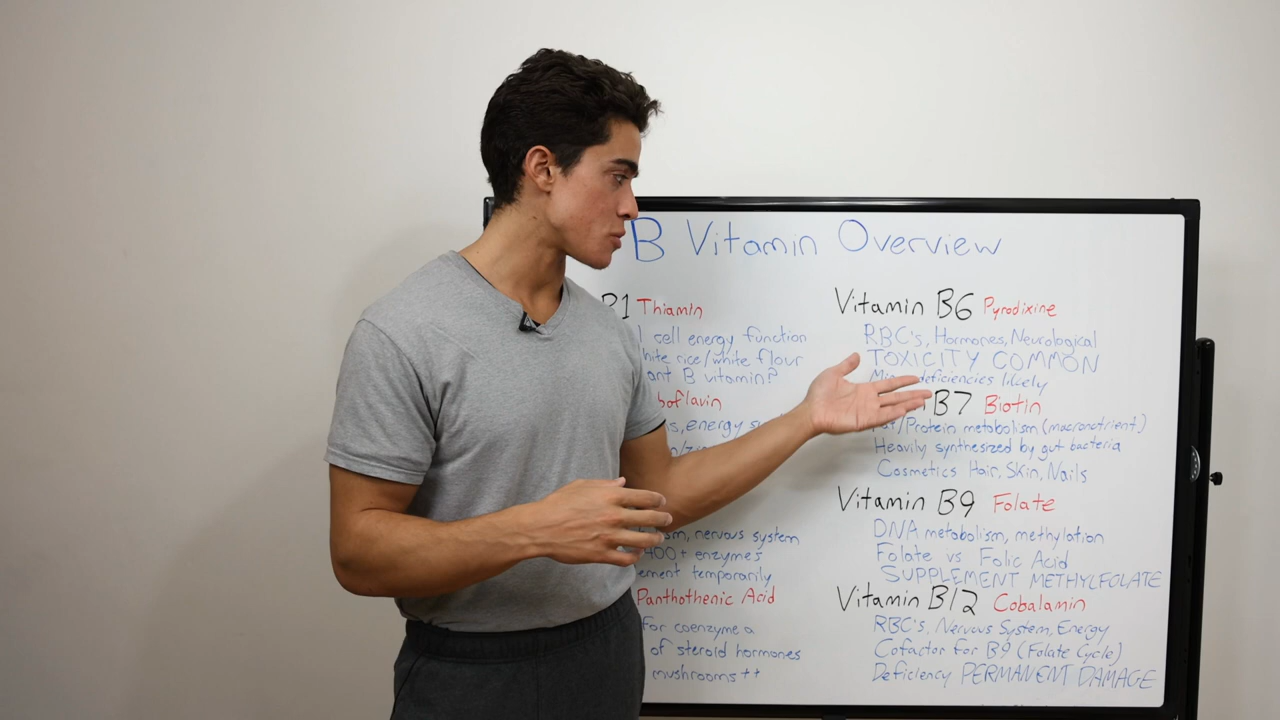 B Vitamin Overview
B1 Thiamin
cell energy function
white rice/white flour
ant B vitamin?
boflavin
s, energy
sm, nervous system
400+ enzymes
ement temporarily
Panthothenic Acid
For coenzyme a
of steroid hormones
mushrooms ++
Vitamin B6 Pyrodixine
RBC's, Hormones, Neurological
TOXICITY COMMON
deficiencies likely
B7 Biotin
Fat/Protein metabolism (macronutrient)
Heavily synthesized by gut bacteria
Cosmetics Hair, Skin, Nails
Vitamin B9 Folate
DNA metabolism, methylation
Folate vs Folic Acid
SUPPLEMENT METHYLFOLATE
Vitamin B12 Cobalamin
RBC's, Nervous System, Energy
Cofactor for B9 (Folate Cycle)
Deficiency PERMANENT DAMAGE